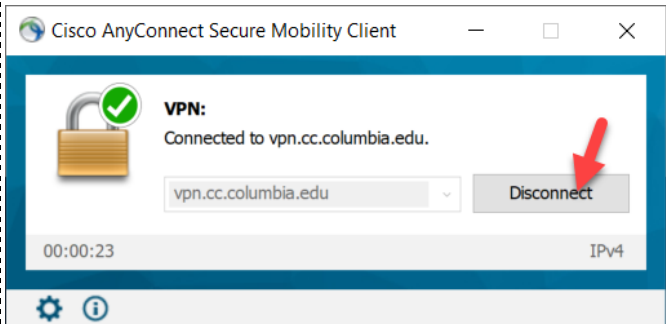 Cisco AnyConnect Secure Mobility Client
VPN:
Connected to vpn.cc.columbia.edu.
vpn.cc.columbia.edu
Disconnect
00:00:23
IPv4